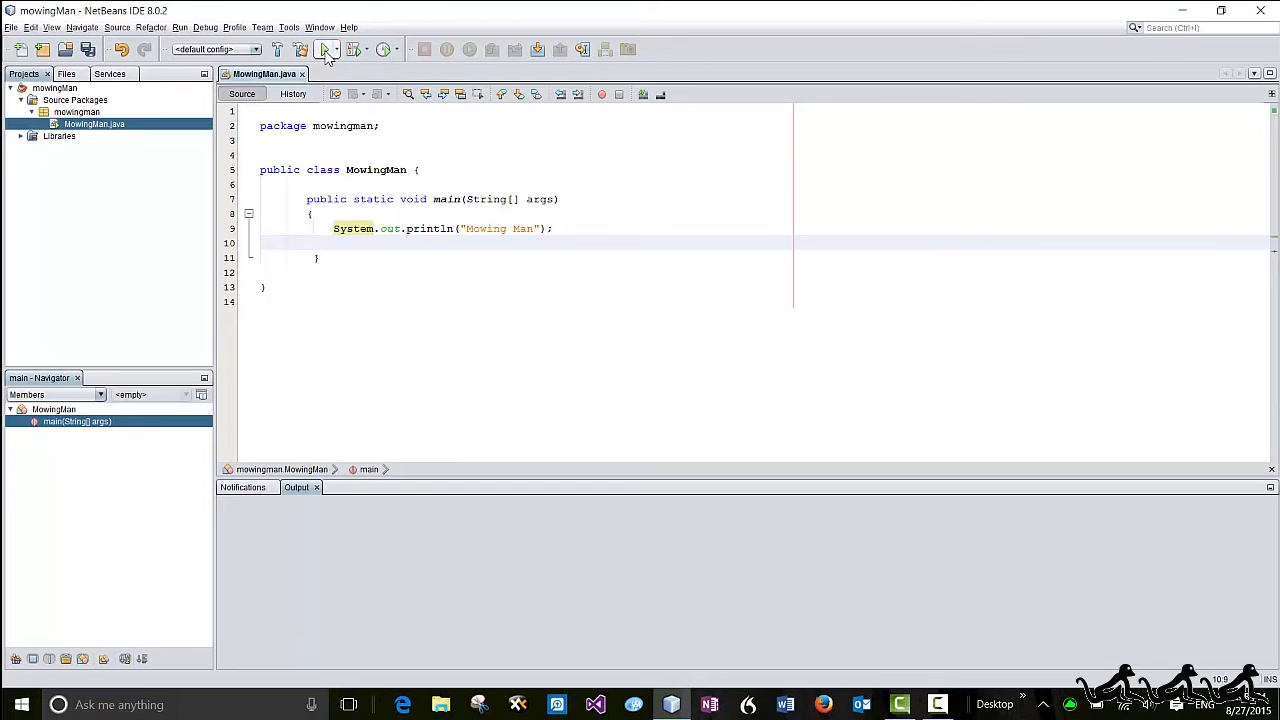 mowingMan - NetBeans IDE 8.0.2
File Edit View Navigate Source Refactor Run Debug Profile Team Tools Window Help
Search (Ctrl+I)
<default config>
Projects Files Services
MowingMan.java
mowingMan
Source History
Source Packages
mowingman
MowingMan.java
Libraries
1
2 package mowingman;
3
4
5 public class MowingMan {
6
7 public static void main(String[] args)
8 {
9 System.out.println("Mowing Man");
10
11 }
12
13 }
14
main - Navigator
Members <empty>
MowingMan
main(String[] args)
mowingman.MowingMan main
Notifications Output
10:9 INS
Ask me anything
Desktop
ENG
8/27/2015